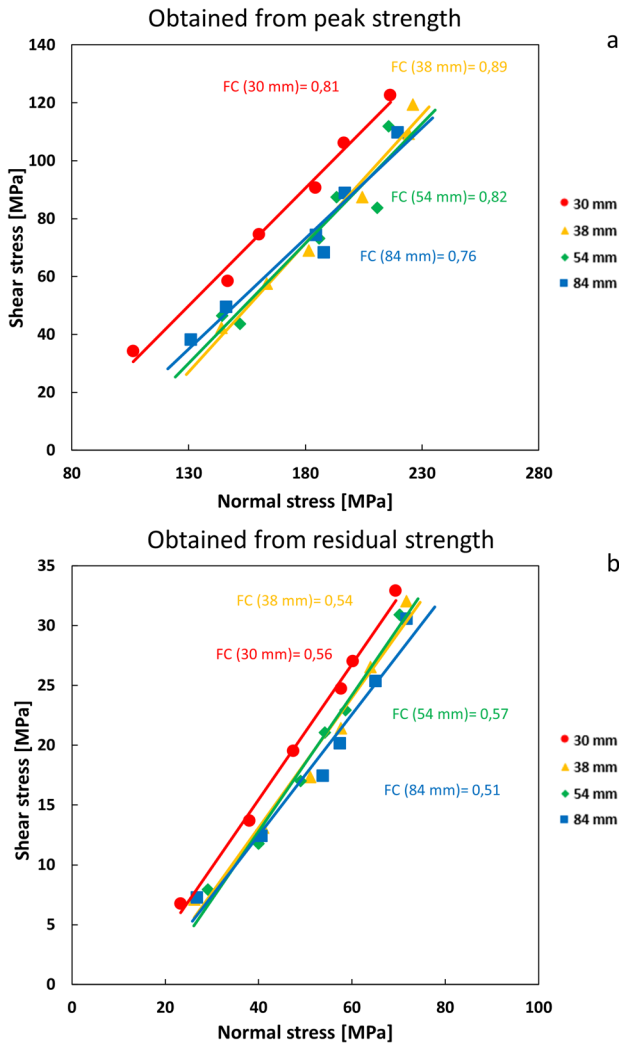 Obtained from peak strength
a
140
120
100
80
60
40
20
0
80
130
180
230
280
Shear stress [MPa]
Normal stress [MPa]
FC (30 mm)= 0,81
FC (38 mm)= 0,89
FC (54 mm)= 0,82
FC (84 mm)= 0,76
30 mm
38 mm
54 mm
84 mm
Obtained from residual strength
b
35
30
25
20
15
10
5
0
0
20
40
60
80
100
Shear stress [MPa]
Normal stress [MPa]
FC (38 mm)= 0,54
FC (30 mm)= 0,56
FC (54 mm)= 0,57
FC (84 mm)= 0,51
30 mm
38 mm
54 mm
84 mm